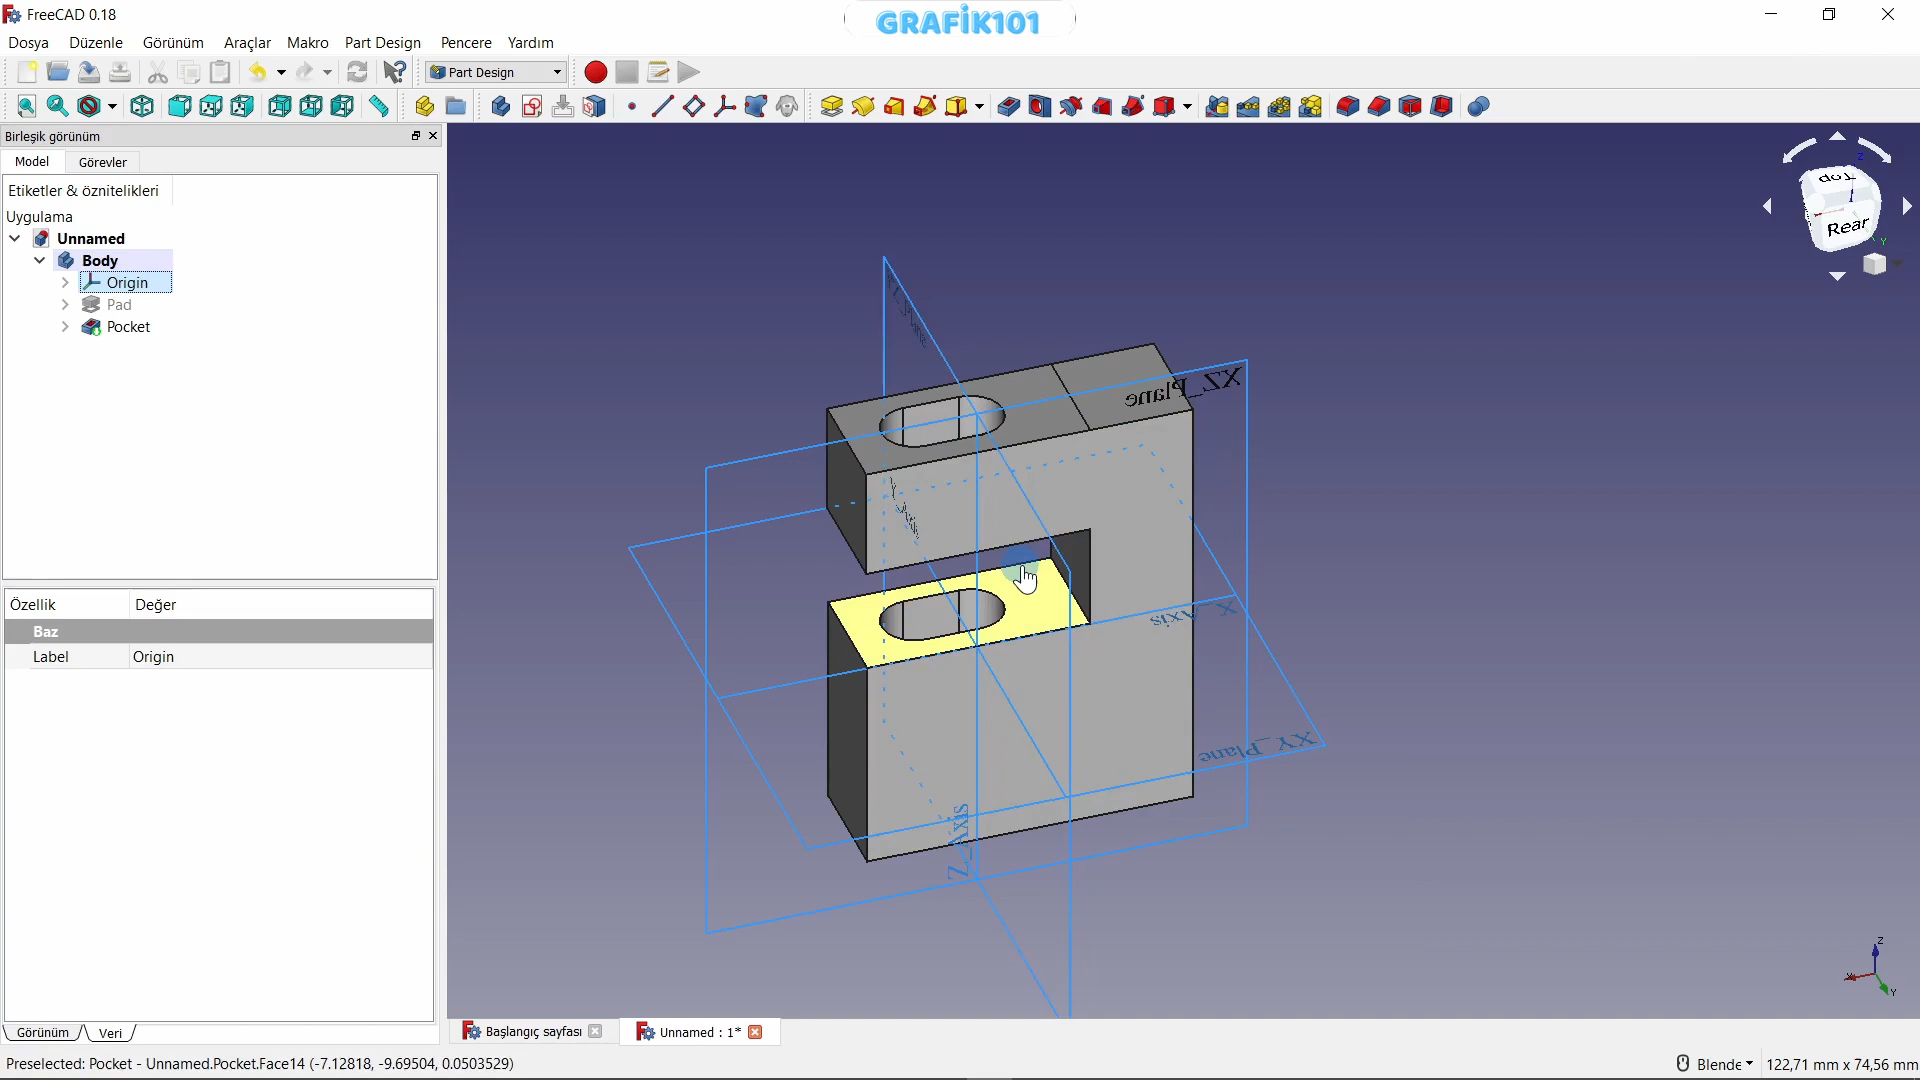 FreeCAD 0.18
GRAFİK101
Dosya Düzenle Görünüm Araçlar Makro Part Design Pencere Yardım
Part Design
Birleşik görünüm
Model Görevler
Etiketler & öznitelikleri
Uygulama
Unnamed
Body
Origin
Pad
Pocket
Top
Rear
Z
Y
XZ_Plane
X_Axis
XY_Plane
Z_Axis
Özellik Değer
Baz
Label Origin
Z
X
Y
Görünüm Veri
Başlangıç sayfası
Unnamed : 1*
Preselected: Pocket - Unnamed.Pocket.Face14 (-7.12818, -9.69504, 0.0503529)
Blende 122,71 mm x 74,56 mm